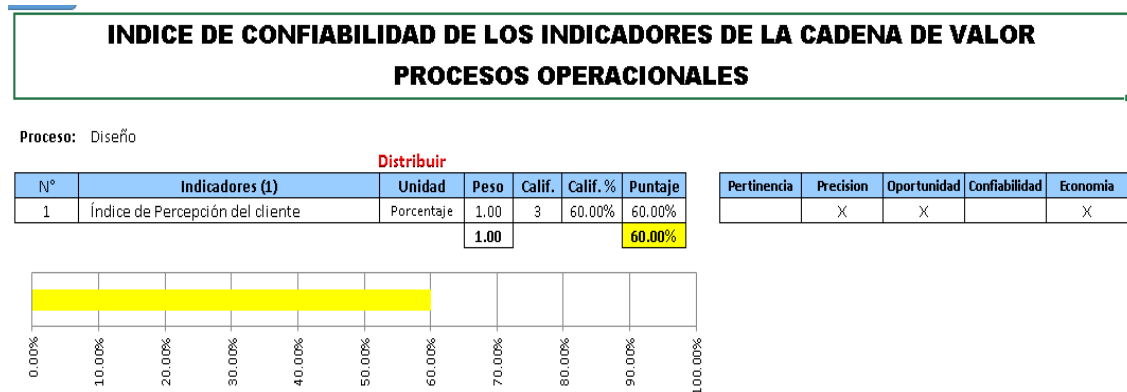 INDICE DE CONFIABILIDAD DE LOS INDICADORES DE LA CADENA DE VALOR
PROCESOS OPERACIONALES
Proceso: Diseño
Distribuir
N° Indicadores (1) Unidad Peso Calif. Calif. % Puntaje Pertinencia Precision Oportunidad Confiabilidad Economia
1 Índice de Percepción del cliente Porcentaje 1.00 3 60.00% 60.00% X X X
1.00 60.00%
0.00% 10.00% 20.00% 30.00% 40.00% 50.00% 60.00% 70.00% 80.00% 90.00% 100.00%